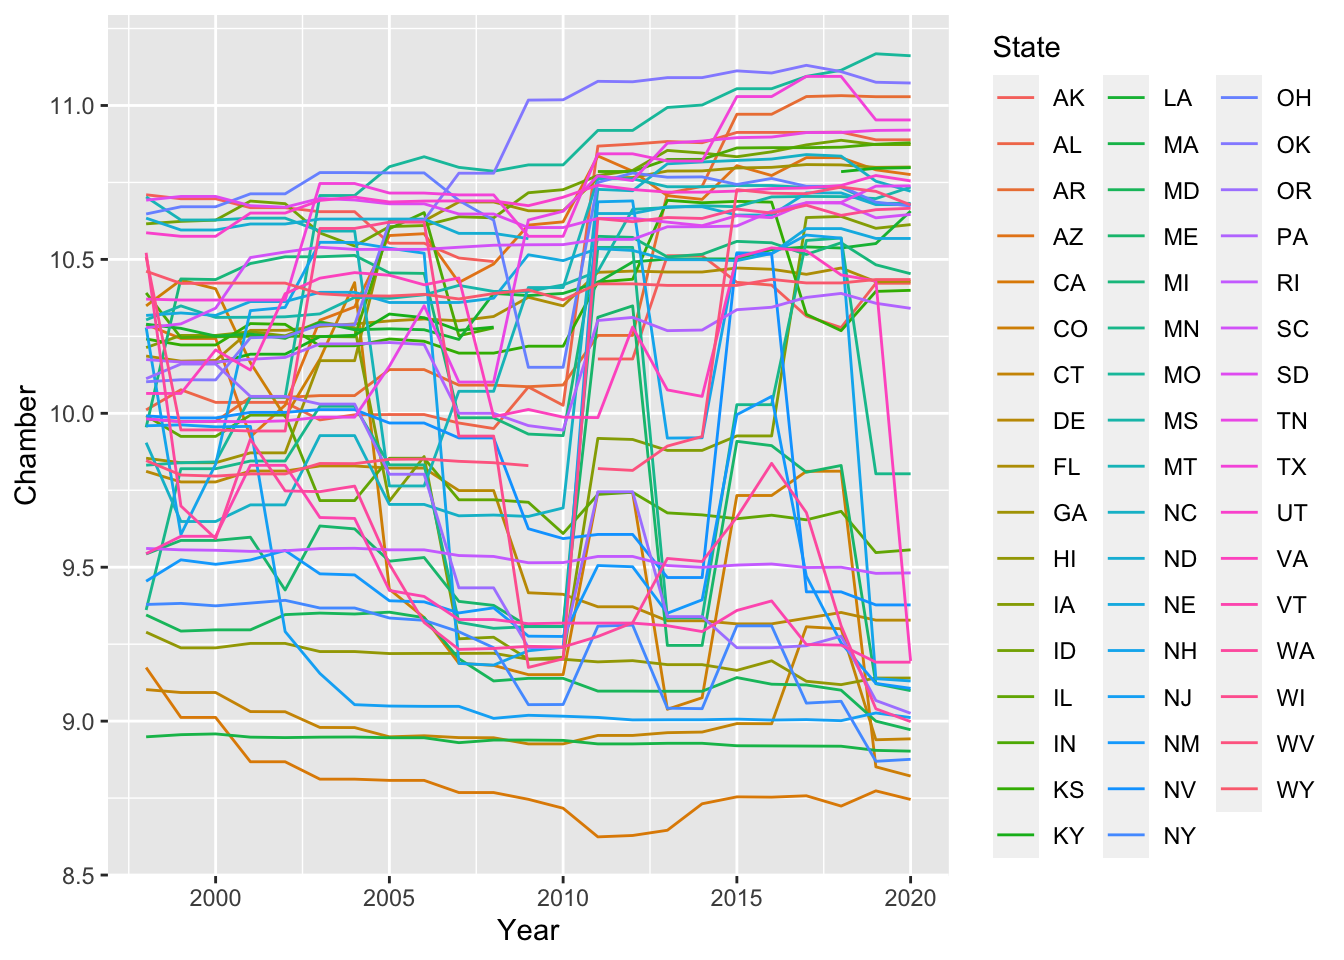 State
11.0
10.5
10.0
9.5
9.0
8.5
Chamber
2000 2005 2010 2015 2020
Year
AK LA OH
AL MA OK
AR MD OR
AZ ME PA
CA MI RI
CO MN SC
CT MO SD
DE MS TN
FL MT TX
GA NC UT
HI ND VA
IA NE VT
ID NH WA
IL NJ WI
IN NM WV
KS NV WY
KY NY